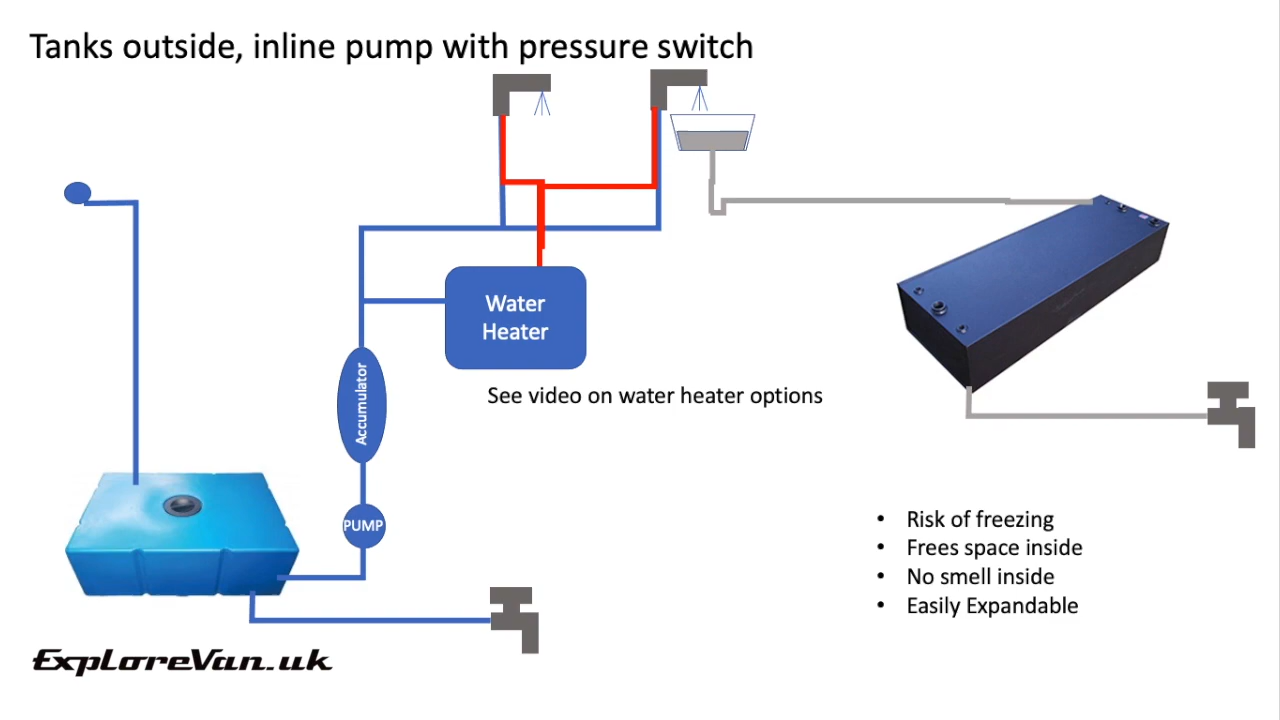 Tanks outside, inline pump with pressure switch
Water
Heater
See video on water heater options
Accumulator
PUMP
• Risk of freezing
• Frees space inside
• No smell inside
• Easily Expandable
ExploreVan.uk